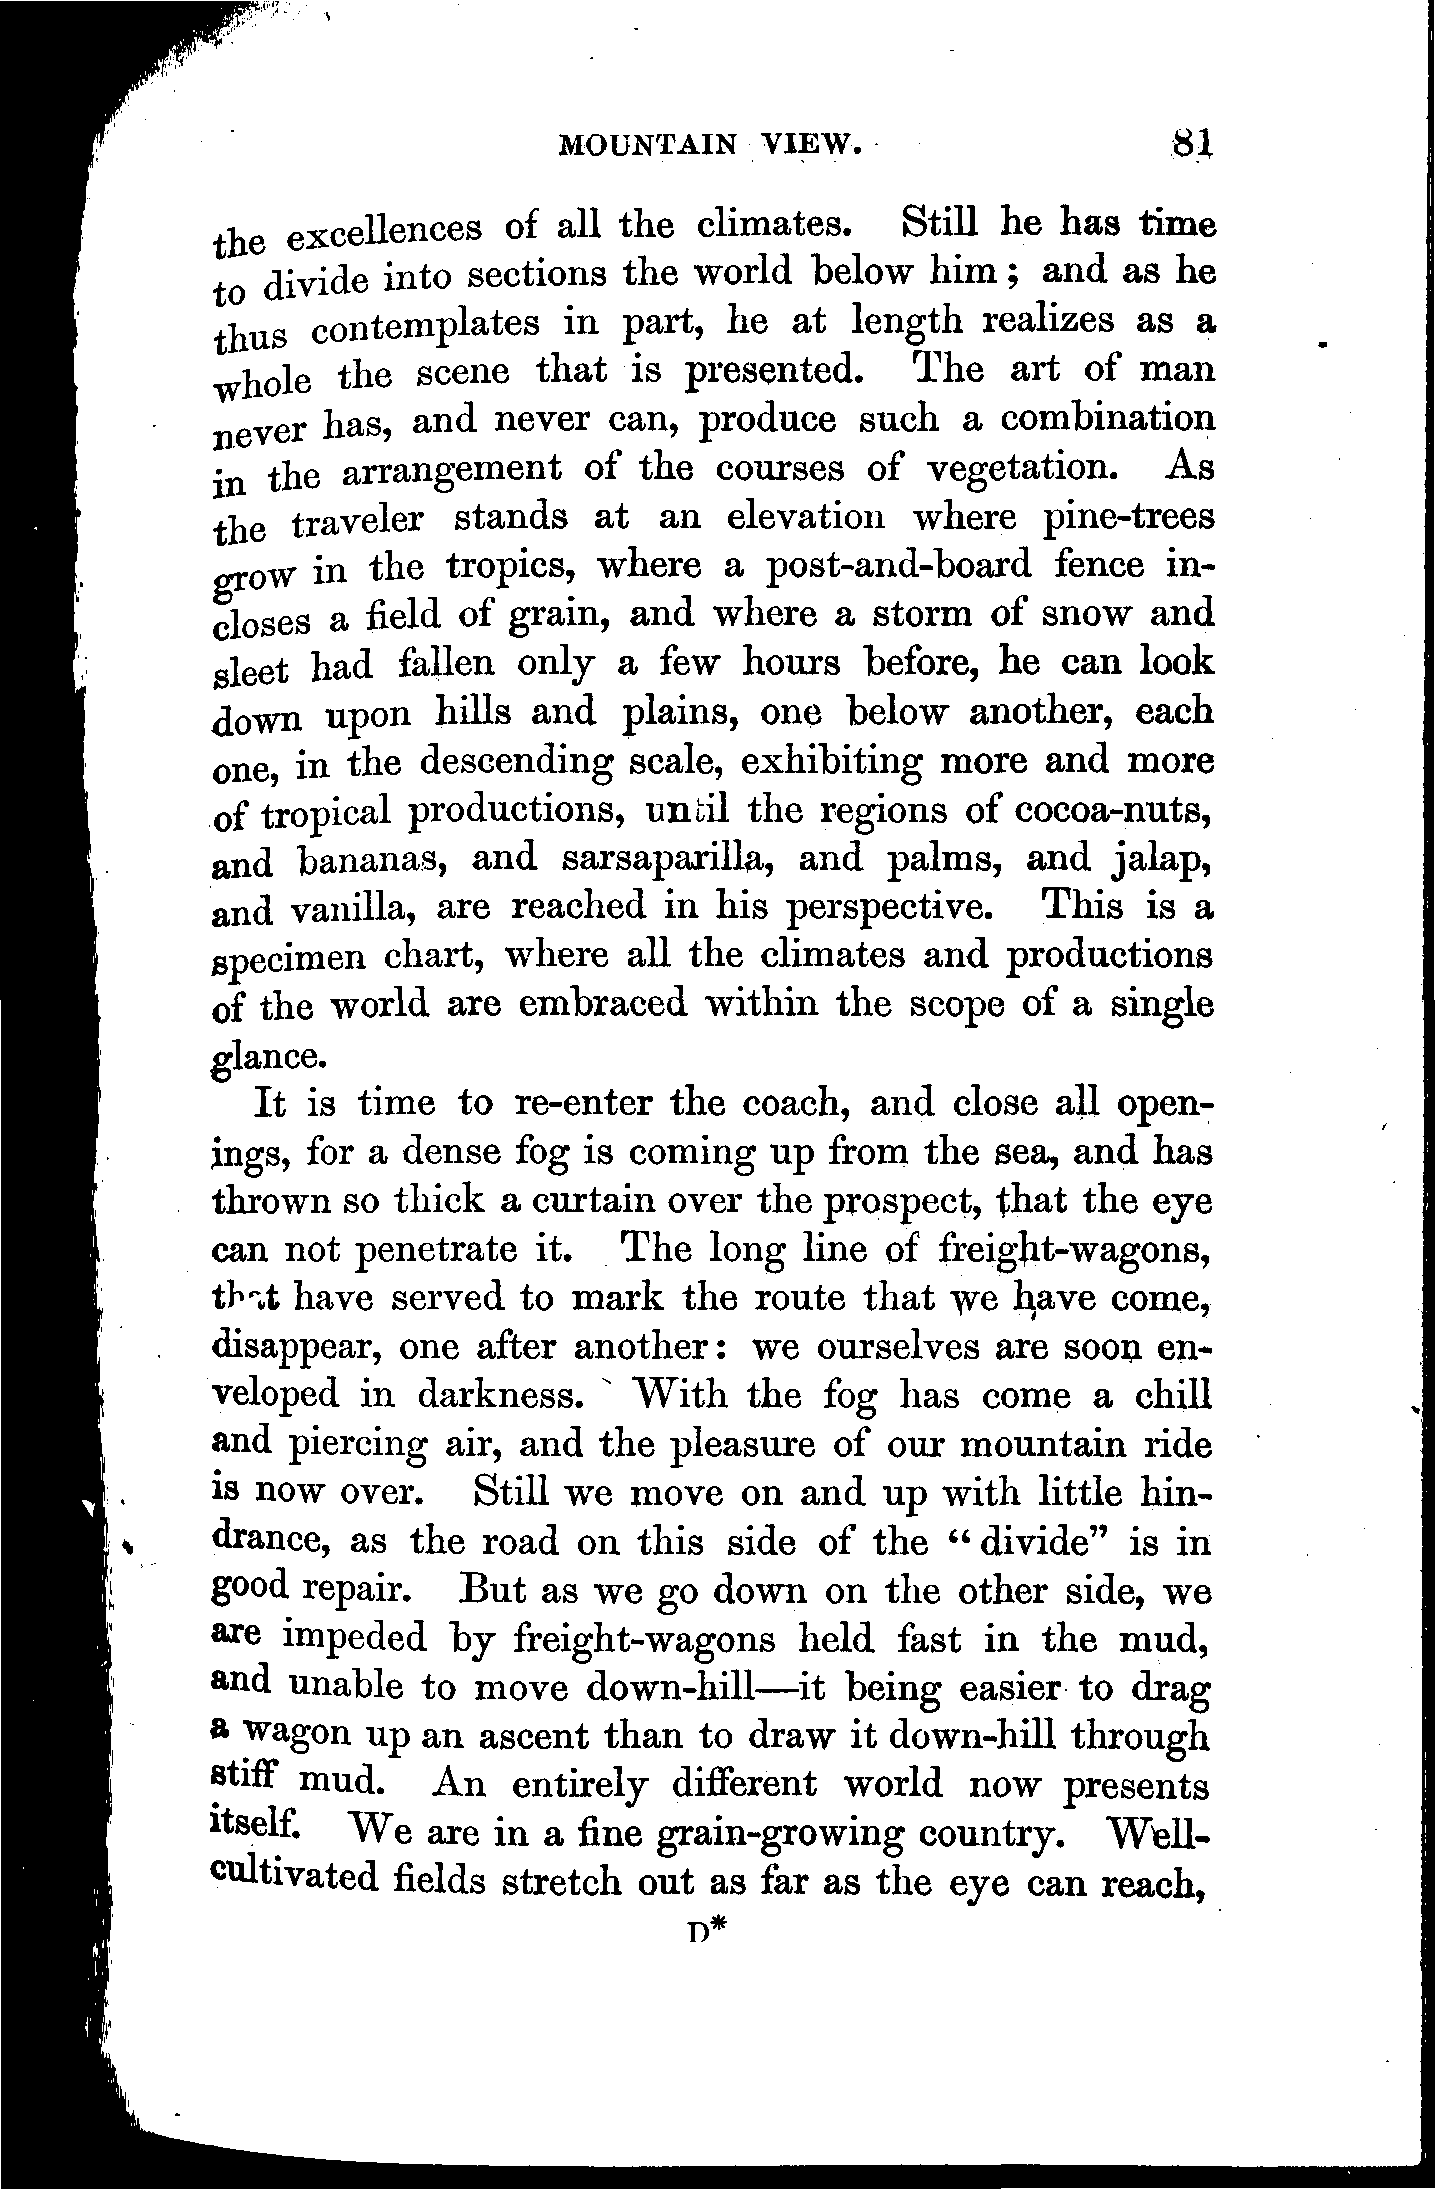 MOUNTAIN VIEW. 81
the excellences of all the climates. Still he has time
to divide into sections the world below him; and as he
thus contemplates in part, he at length realizes as a
whole the scene that is presented. The art of man
never has, and never can, produce such a combination
in the arrangement of the courses of vegetation. As
the traveler stands at an elevation where pine-trees
grow in the tropics, where a post-and-board fence in-
closes a field of grain, and where a storm of snow and
sleet had fallen only a few hours before, he can look
down upon hills and plains, one below another, each
one, in the descending scale, exhibiting more and more
of tropical productions, until the regions of cocoa-nuts,
and bananas, and sarsaparilla, and palms, and jalap,
and vanilla, are reached in his perspective. This is a
specimen chart, where all the climates and productions
of the world are embraced within the scope of a single
glance.
It is time to re-enter the coach, and close all open-
ings, for a dense fog is coming up from the sea, and has
thrown so thick a curtain over the prospect, that the eye
can not penetrate it. The long line of freight-wagons,
that have served to mark the route that we have come,
disappear, one after another: we ourselves are soon en-
veloped in darkness. With the fog has come a chill
and piercing air, and the pleasure of our mountain ride
is now over. Still we move on and up with little hin-
drance, as the road on this side of the “divide” is in
good repair. But as we go down on the other side, we
are impeded by freight-wagons held fast in the mud,
and unable to move down-hill—it being easier to drag
a wagon up an ascent than to draw it down-hill through
stiff mud. An entirely different world now presents
itself. We are in a fine grain-growing country. Well-
cultivated fields stretch out as far as the eye can reach,
D*